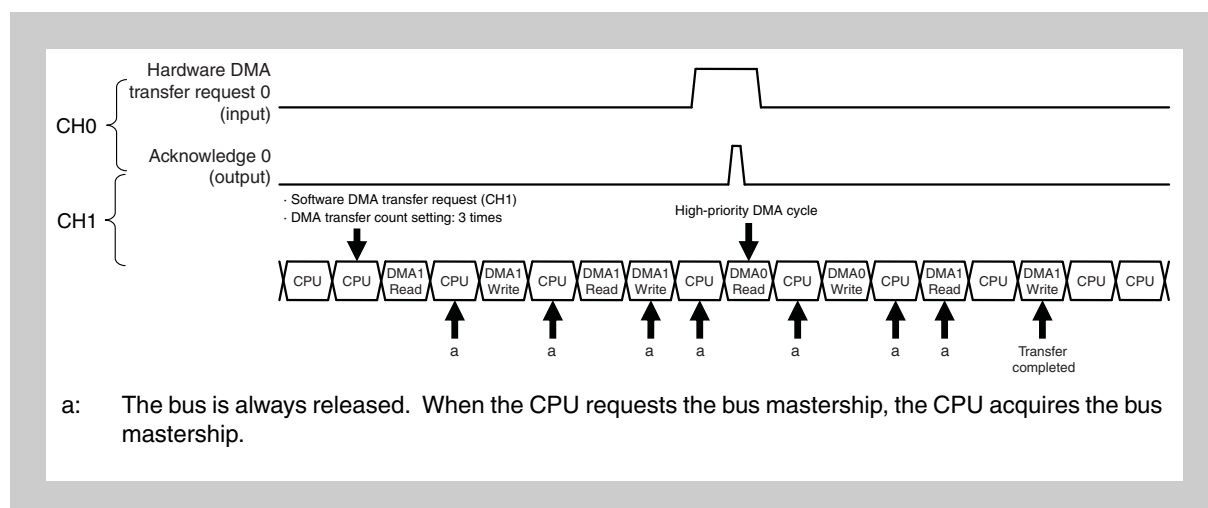 Hardware DMA
transfer request 0
(input)
CH0
Acknowledge 0
(output)
CH1
· Software DMA transfer request (CH1)
· DMA transfer count setting: 3 times
High-priority DMA cycle
CPU CPU DMA1 Read CPU DMA1 Write CPU DMA1 Read DMA1 Write CPU DMA0 Read CPU DMA0 Write CPU DMA1 Read CPU DMA1 Write CPU CPU
a a a a a a a Transfer
completed
a: The bus is always released. When the CPU requests the bus mastership, the CPU acquires the bus
mastership.